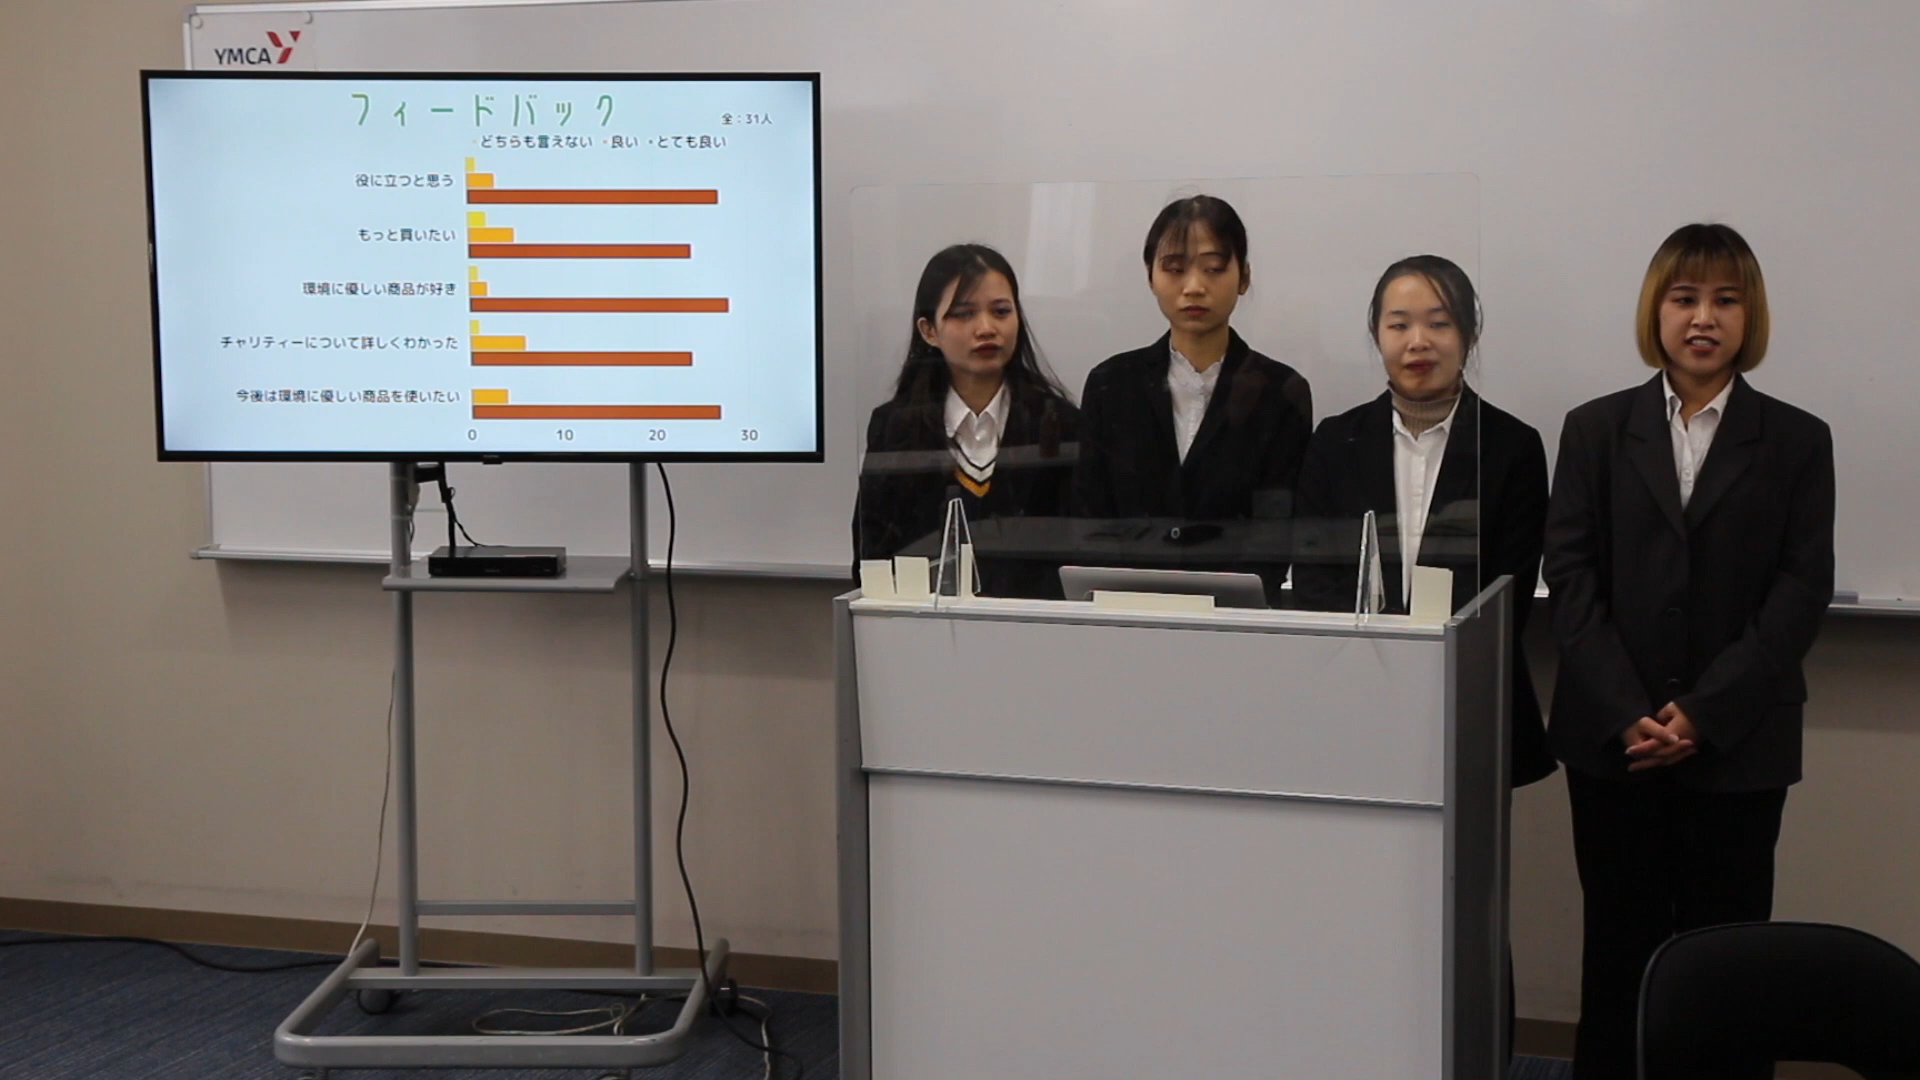 YMCA
フィードバック
全：31人
どちらも言えない ・良い ・とても良い
役に立つと思う
もっと買いたい
環境に優しい商品が好き
チャリティーについて詳しくわかった
今後は環境に優しい商品を使いたい
0 10 20 30